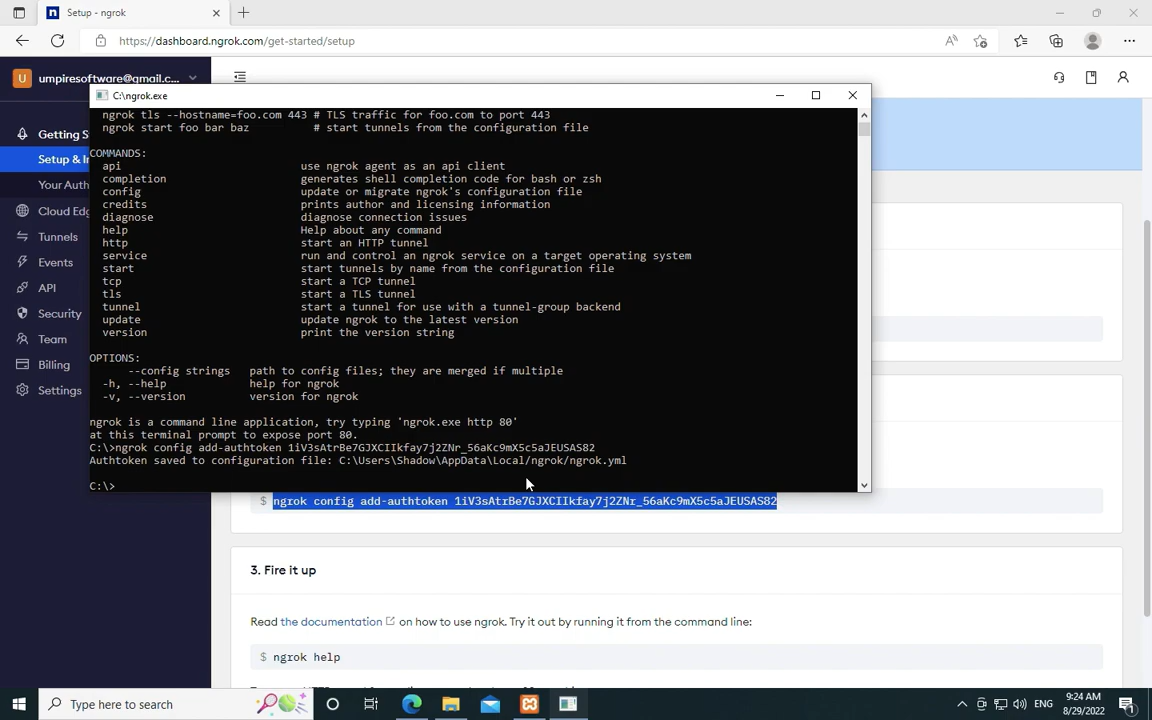 Setup - ngrok
https://dashboard.ngrok.com/get-started/setup
U umpiresoftware@gmail.c...
C:\ngrok.exe
ngrok tls --hostname=foo.com 443 # TLS traffic for foo.com to port 443
ngrok start foo bar baz # start tunnels from the configuration file
COMMANDS:
api use ngrok agent as an api client
completion generates shell completion code for bash or zsh
config update or migrate ngrok's configuration file
credits prints author and licensing information
diagnose diagnose connection issues
help Help about any command
http start an HTTP tunnel
service run and control an ngrok service on a target operating system
start start tunnels by name from the configuration file
tcp start a TCP tunnel
tls start a TLS tunnel
tunnel start a tunnel for use with a tunnel-group backend
update update ngrok to the latest version
version print the version string
OPTIONS:
--config strings path to config files; they are merged if multiple
-h, --help help for ngrok
-v, --version version for ngrok
ngrok is a command line application, try typing 'ngrok.exe http 80'
at this terminal prompt to expose port 80.
C:\>ngrok config add-authtoken 1iV3sAtrBe7GJXCIIkfay7j2ZNr_56aKc9mX5c5aJEUSAS82
Authtoken saved to configuration file: C:\Users\Shadow\AppData\Local/ngrok/ngrok.yml
C:\>
Getting S
Setup & I
Your Auth
Cloud Edg
Tunnels
Events
API
Security
Team
Billing
Settings
$ ngrok config add-authtoken 1iV3sAtrBe7GJXCIIkfay7j2ZNr_56aKc9mX5c5aJEUSAS82
3. Fire it up
Read the documentation on how to use ngrok. Try it out by running it from the command line:
$ ngrok help
Type here to search
ENG
9:24 AM
8/29/2022
1